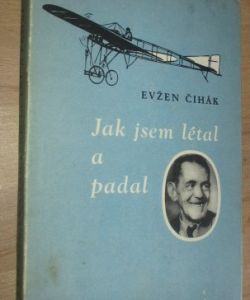 EVŽEN ČIHÁK
Jak jsem létal
a
padal